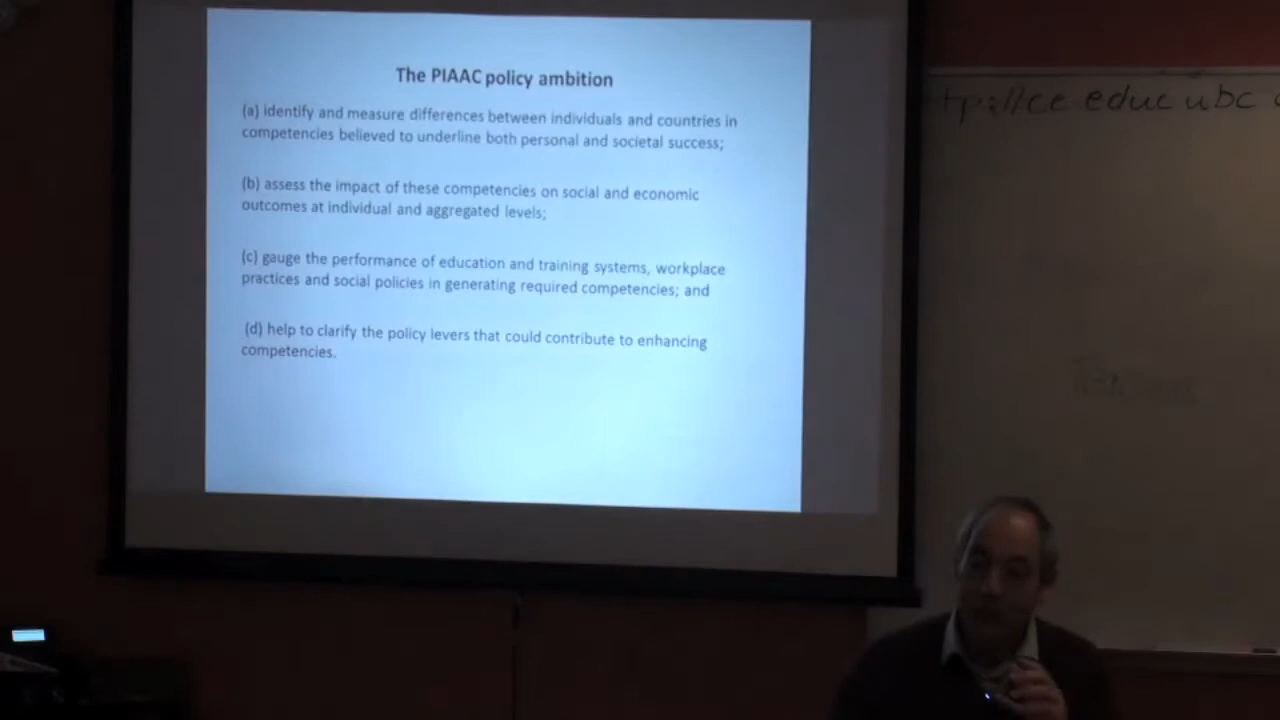 The PIAAC policy ambition
(a) identify and measure differences between individuals and countries in
competencies believed to underline both personal and societal success;
(b) assess the impact of these competencies on social and economic
outcomes at individual and aggregated levels;
(c) gauge the performance of education and training systems, workplace
practices and social policies in generating required competencies; and
(d) help to clarify the policy levers that could contribute to enhancing
competencies.
tp://ce educ ubc